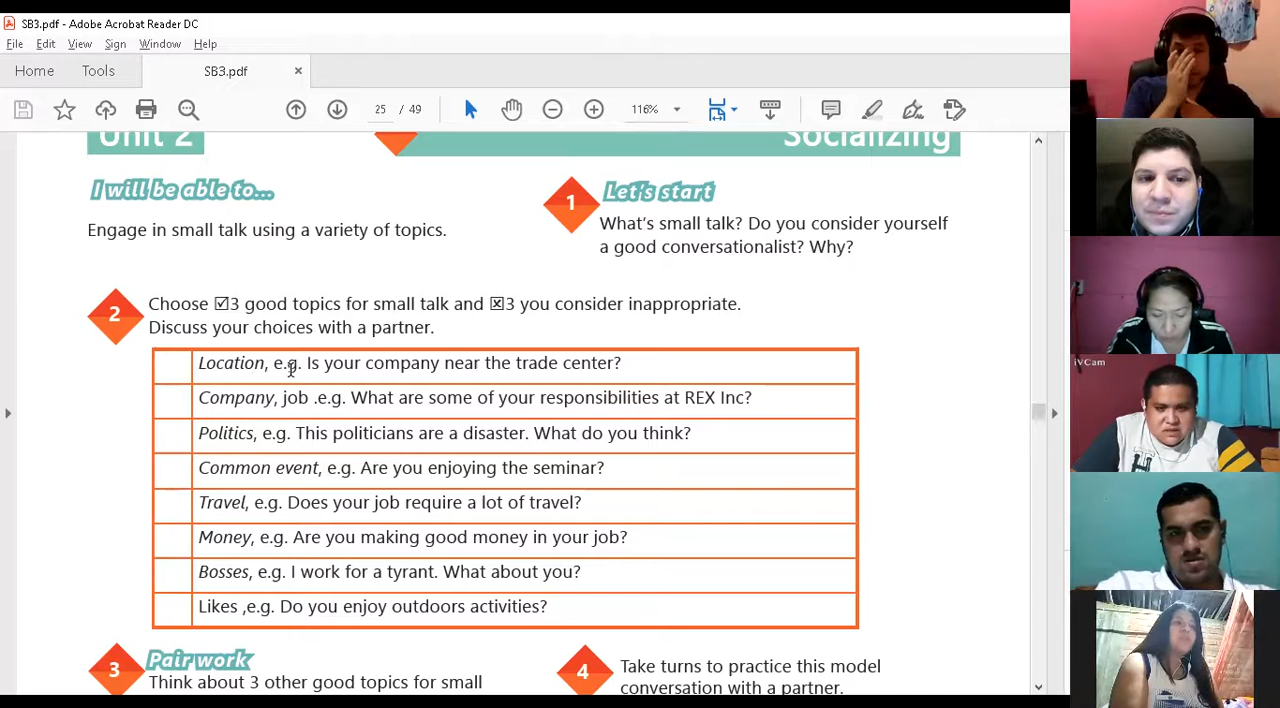 SB3.pdf - Adobe Acrobat Reader DC
File Edit View Sign Window Help
Home Tools SB3.pdf ×
25 / 49 116%
Unit 2 Socializing
I will be able to...
Engage in small talk using a variety of topics.
1 Let's start
What's small talk? Do you consider yourself
a good conversationalist? Why?
2 Choose ☑3 good topics for small talk and ☒3 you consider inappropriate.
Discuss your choices with a partner.
Location, e.g. Is your company near the trade center?
Company, job .e.g. What are some of your responsibilities at REX Inc?
Politics, e.g. This politicians are a disaster. What do you think?
Common event, e.g. Are you enjoying the seminar?
Travel, e.g. Does your job require a lot of travel?
Money, e.g. Are you making good money in your job?
Bosses, e.g. I work for a tyrant. What about you?
Likes ,e.g. Do you enjoy outdoors activities?
3 Pair work
Think about 3 other good topics for small
4 Take turns to practice this model
conversation with a partner.
iVCam